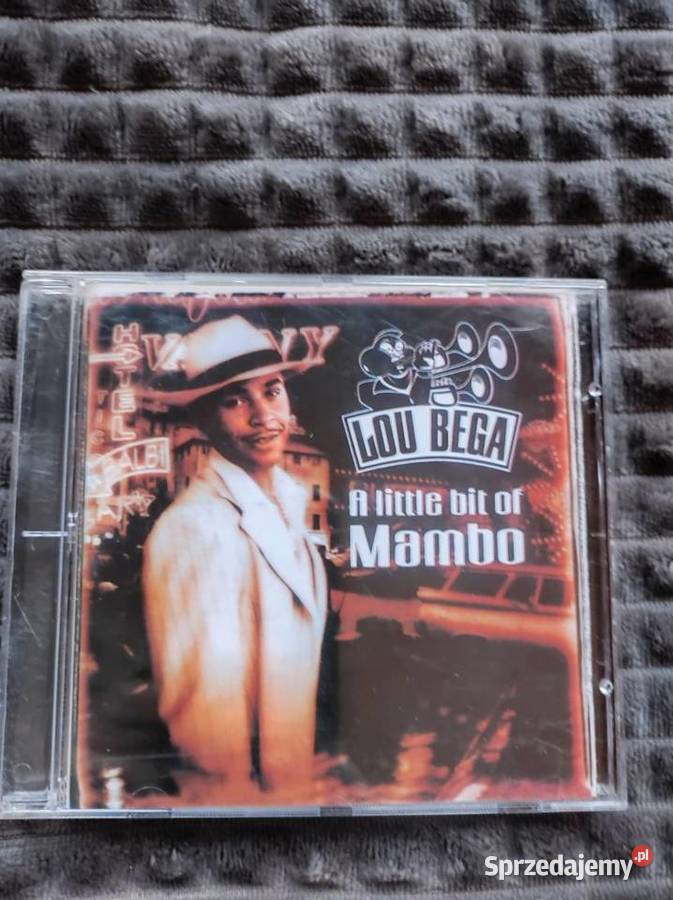 HOTEL
LOU BEGA
A little bit of
Mambo
Sprzedajemy.pl